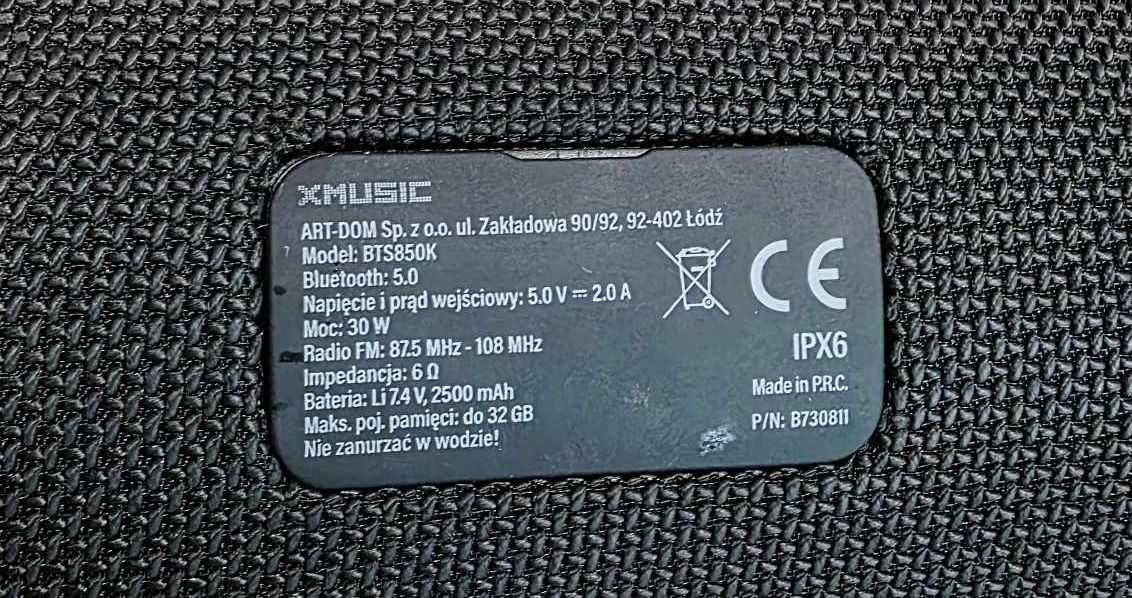 XMUSIC
ART-DOM Sp. z o.o. ul. Zakładowa 90/92, 92-402 Łódź
Model: BTS850K
Bluetooth: 5.0
Napięcie i prąd wejściowy: 5.0 V ⎓ 2.0 A
Moc: 30 W
Radio FM: 87.5 MHz - 108 MHz
Impedancja: 6 Ω
Bateria: Li 7.4 V, 2500 mAh
Maks. poj. pamięci: do 32 GB
Nie zanurzać w wodzie!
CE
IPX6
Made in P.R.C.
P/N: B730811